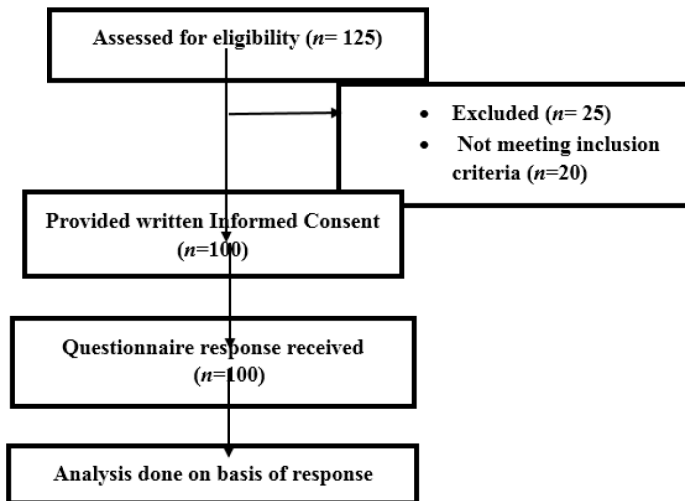 Assessed for eligibility (n= 125)
• Excluded (n= 25)
• Not meeting inclusion
criteria (n=20)
Provided written Informed Consent
(n=100)
Questionnaire response received
(n=100)
Analysis done on basis of response